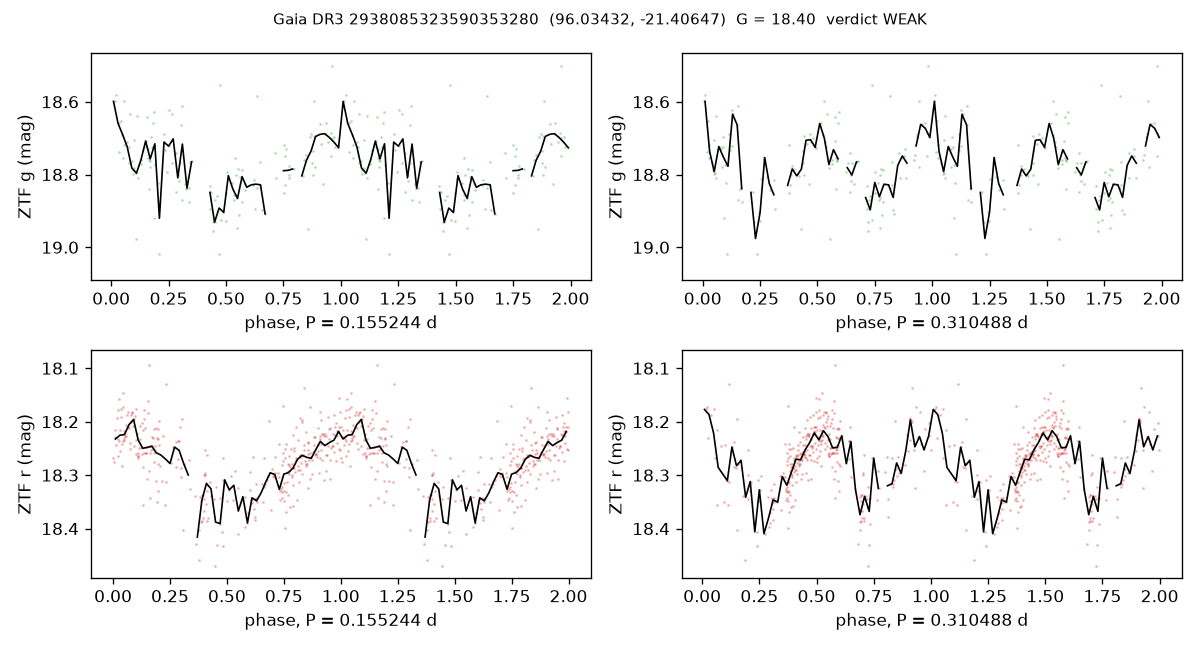 Gaia DR3 2938085323590353280 (96.03432, -21.40647) G = 18.40 verdict WEAK
ZTF g (mag)
18.6
18.8
19.0
0.00 0.25 0.50 0.75 1.00 1.25 1.50 1.75 2.00
phase, P = 0.155244 d
ZTF g (mag)
18.6
18.8
19.0
0.00 0.25 0.50 0.75 1.00 1.25 1.50 1.75 2.00
phase, P = 0.310488 d
ZTF r (mag)
18.1
18.2
18.3
18.4
0.00 0.25 0.50 0.75 1.00 1.25 1.50 1.75 2.00
phase, P = 0.155244 d
ZTF r (mag)
18.1
18.2
18.3
18.4
0.00 0.25 0.50 0.75 1.00 1.25 1.50 1.75 2.00
phase, P = 0.310488 d